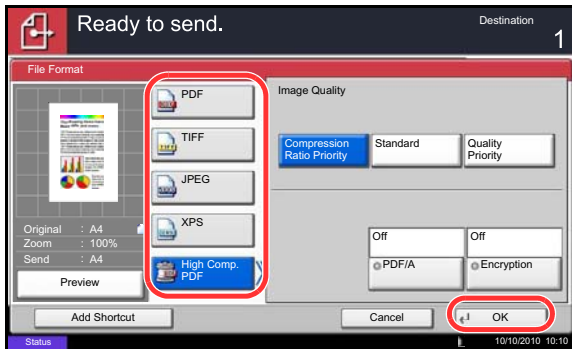 Ready to send.
Destination
1
File Format
PDF
TIFF
JPEG
XPS
High Comp.
PDF
Original : A4
Zoom : 100%
Send : A4
Preview
Image Quality
Compression
Ratio Priority
Standard
Quality
Priority
Off
PDF/A
Off
Encryption
Add Shortcut
Cancel
OK
Status
10/10/2010 10:10